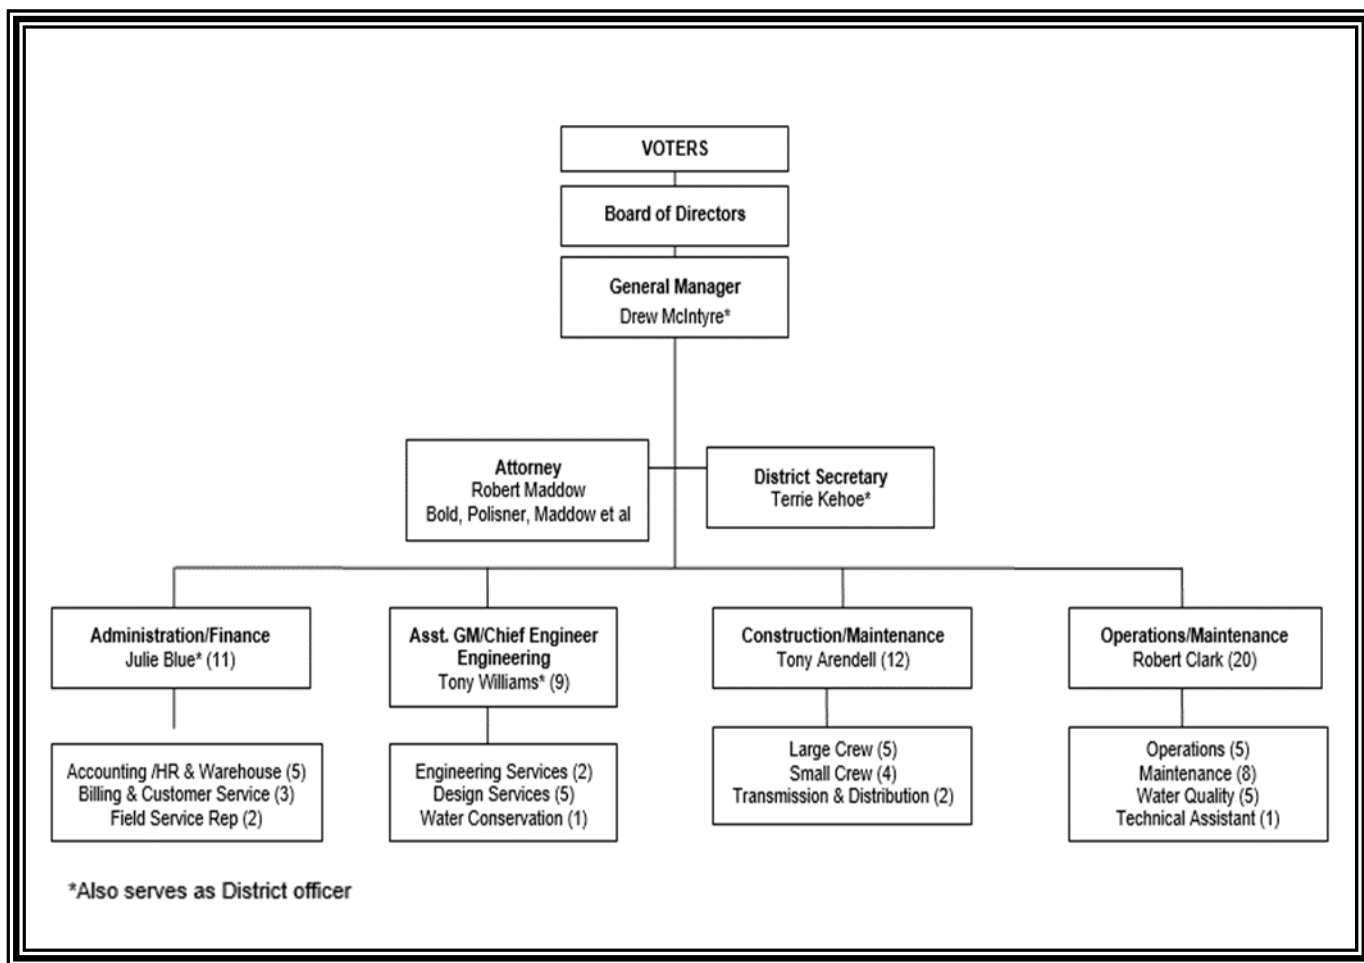 VOTERS
Board of Directors
General Manager
Drew McIntyre*
Attorney
Robert Maddow
Bold, Polisner, Maddow et al
District Secretary
Terrie Kehoe*
Administration/Finance
Julie Blue* (11)
Asst. GM/Chief Engineer
Engineering
Tony Williams* (9)
Construction/Maintenance
Tony Arendell (12)
Operations/Maintenance
Robert Clark (20)
Accounting /HR & Warehouse (5)
Billing & Customer Service (3)
Field Service Rep (2)
Engineering Services (2)
Design Services (5)
Water Conservation (1)
Large Crew (5)
Small Crew (4)
Transmission & Distribution (2)
Operations (5)
Maintenance (8)
Water Quality (5)
Technical Assistant (1)
*Also serves as District officer